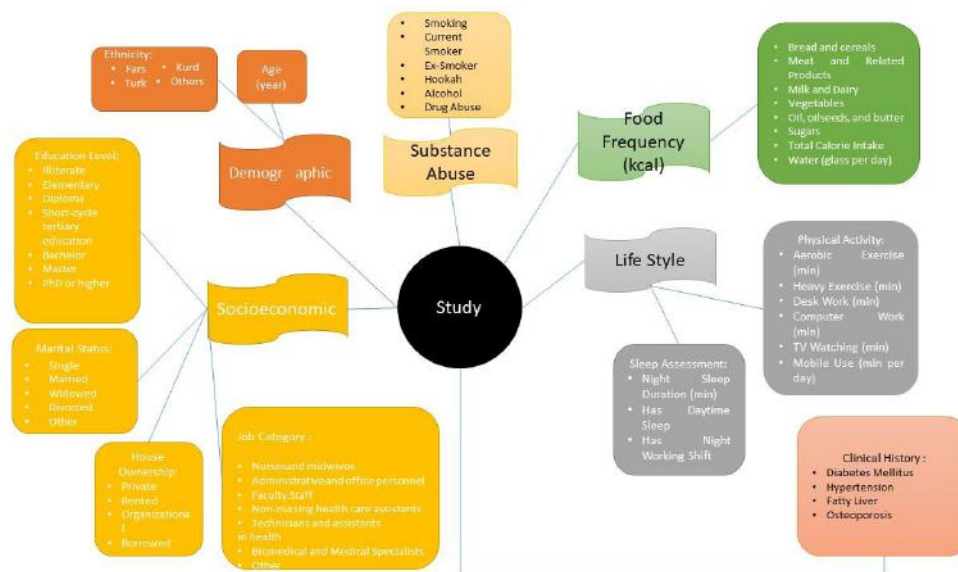 Ethnicity:
• Fars
• Turk
• Kurd
• Others
Age
(year)
Demogr aphic
• Smoking
• Current
Smoker
• Ex-Smoker
• Hookah
• Alcohol
• Drug Abuse
Substance
Abuse
Food
Frequency
(kcal)
• Bread and cereals
• Meat and Related
Products
• Milk and Dairy
• Vegetables
• Oil, oilseeds, and butter
• Sugars
• Total Calorie Intake
• Water (glass per day)
Education Level:
• Illiterate
• Elementary
• Diploma
• Short-cycle
tertiary
education
• Bachelor
• Master
• PhD or higher
Socioeconomic
Study
Life Style
Physical Activity:
• Aerobic Exercise
(min)
• Heavy Exercise (min)
• Desk Work (min)
• Computer Work
(min)
• TV Watching (min)
• Mobile Use (min per
day)
Marital Status:
• Single
• Married
• Widowed
• Divorced
• Other
Sleep Assessment:
• Night Sleep
Duration (min)
• Has Daytime
Sleep
• Has Night
Working Shift
House
Ownership:
• Private
• Rented
• Organizationa
l
• Borrowed
Job Category :
• Nurses and midwives
• Administrative and office personnel
• Faculty Staff
• Non-nursing health care assistants
• Technicians and assistants
in health
• Biomedical and Medical Specialists
• Other
Clinical History :
• Diabetes Mellitus
• Hypertension
• Fatty Liver
• Osteoporosis